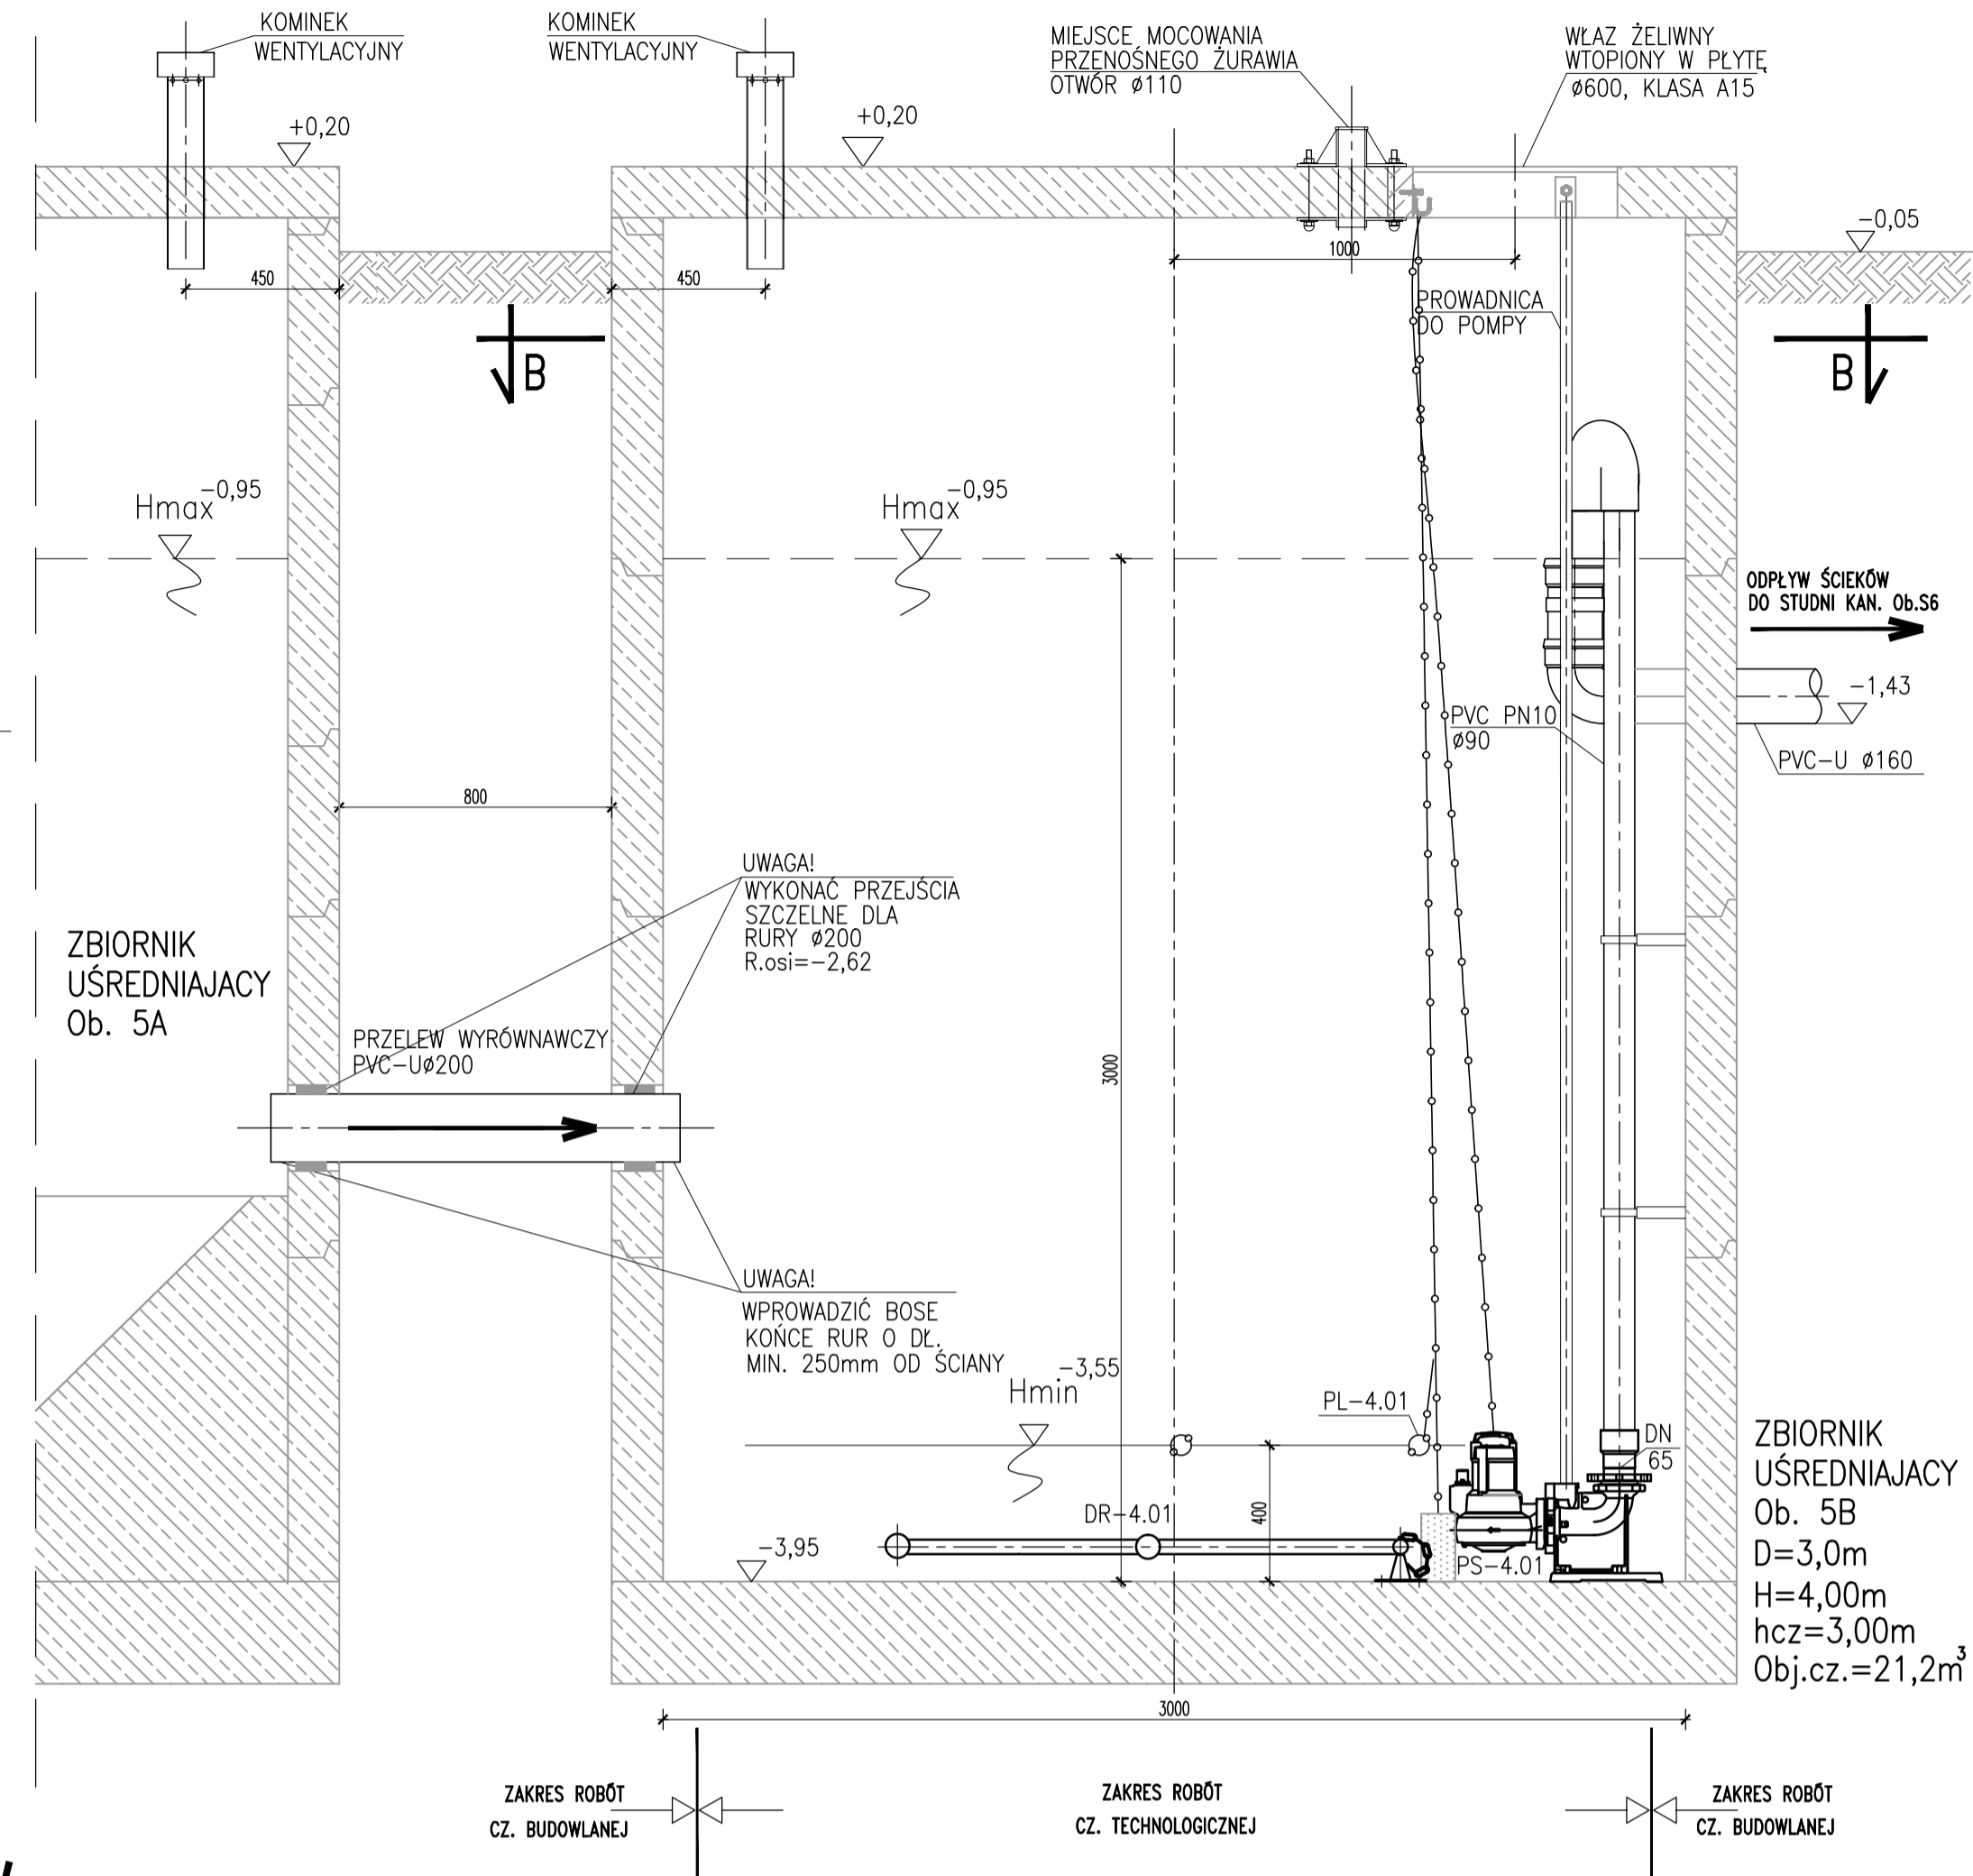 KOMINEK
WENTYLACYJNY
KOMINEK
WENTYLACYJNY
MIEJSCE MOCOWANIA
PRZENOŚNEGO ŻURAWIA
OTWÓR ø110
WŁAZ ŻELIWNY
WTOPIONY W PŁYTĘ
ø600, KLASA A15
+0,20
+0,20
-0,05
450
450
1000
PROWADNICA
DO POMPY
B
B
Hmax -0,95
Hmax -0,95
ODPŁYW ŚCIEKÓW
DO STUDNI KAN. Ob.S6
-1,43
PVC PN10
ø90
PVC-U ø160
800
UWAGA!
WYKONAĆ PRZEJŚCIA
SZCZELNE DLA
RURY ø200
R.osi=-2,62
ZBIORNIK
UŚREDNIAJACY
Ob. 5A
PRZELEW WYRÓWNAWCZY
PVC-Uø200
3000
UWAGA!
WPROWADZIĆ BOSE
KOŃCE RUR O DŁ.
MIN. 250mm OD ŚCIANY
Hmin -3,55
PL-4.01
DN
65
DR-4.01
400
-3,95
PS-4.01
ZBIORNIK
UŚREDNIAJACY
Ob. 5B
D=3,0m
H=4,00m
hcz=3,00m
Obj.cz.=21,2m³
3000
ZAKRES ROBÓT
CZ. BUDOWLANEJ
ZAKRES ROBÓT
CZ. TECHNOLOGICZNEJ
ZAKRES ROBÓT
CZ. BUDOWLANEJ